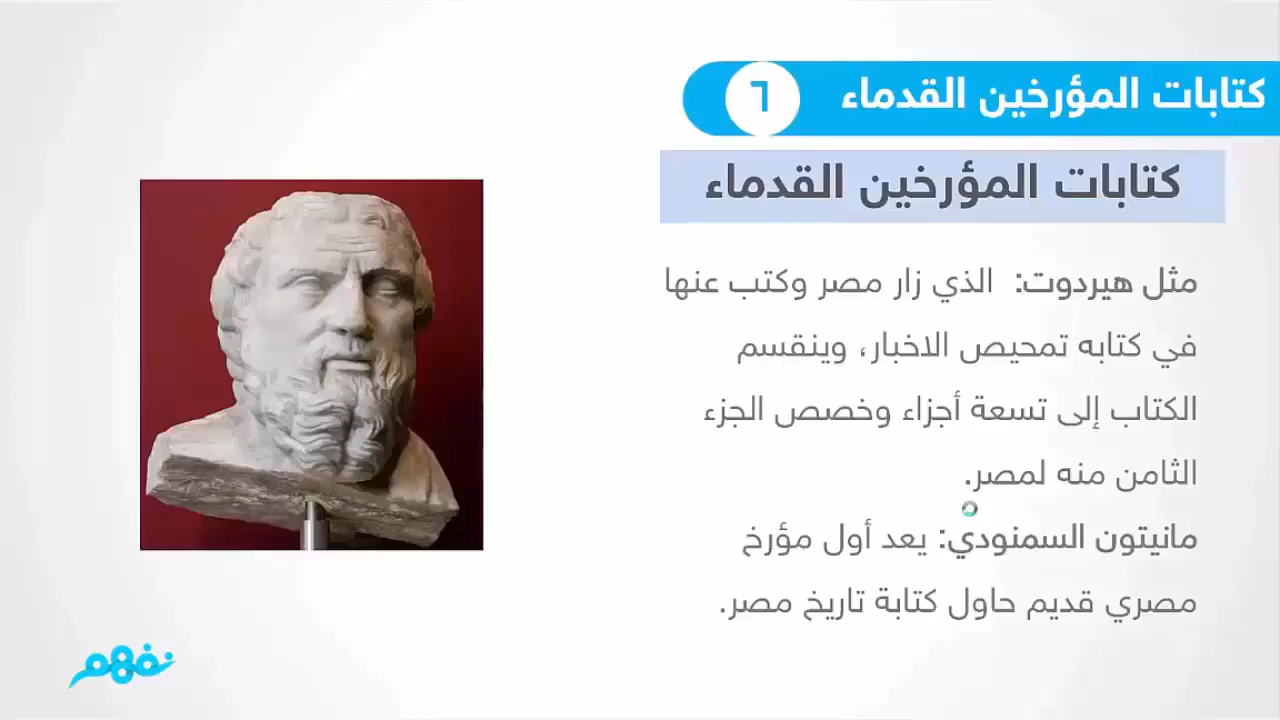 كتابات المؤرخين القدماء ٦
كتابات المؤرخين القدماء
مثل هيردوت: الذي زار مصر وكتب عنها
في كتابه تمحيص الاخبار، وينقسم
الكتاب إلى تسعة أجزاء وخصص الجزء
الثامن منه لمصر.
مانيتون السمنودي: يعد أول مؤرخ
مصري قديم حاول كتابة تاريخ مصر.
نفهم